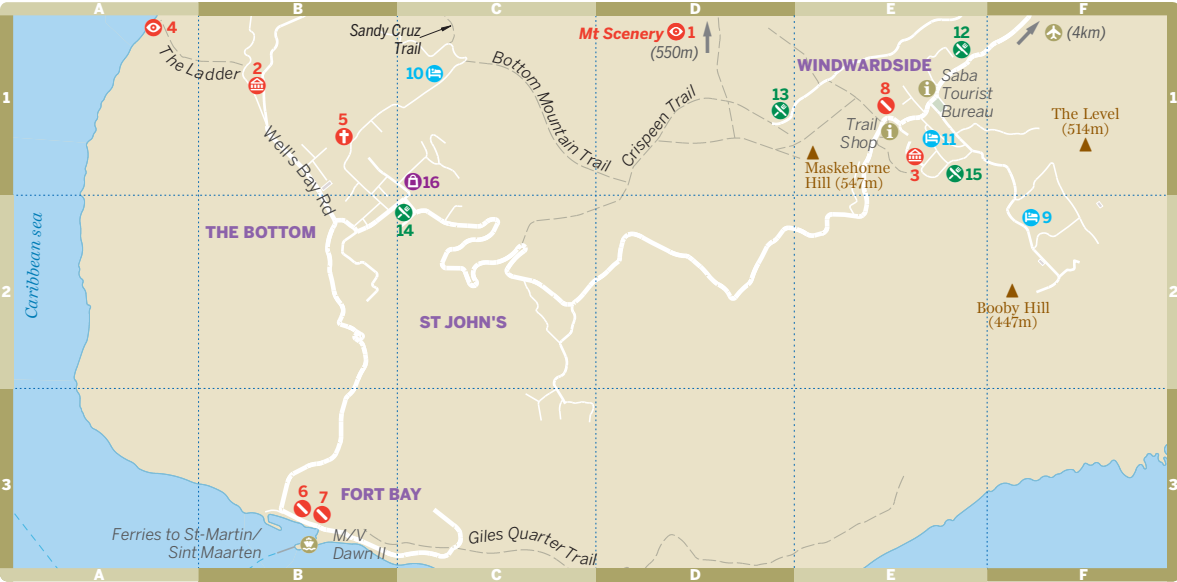 A B C D E F
4
The Ladder
2
Sandy Cruz
Trail
10
5
Well's Bay Rd
16
14
Bottom Mountain Trail
Crispeen Trail
Mt Scenery 1
(550m)
13
WINDWARDSIDE
12
(4km)
8
i
Saba
Tourist
Bureau
Trail
Shop
i
11
3
15
Maskehorne
Hill (547m)
The Level
(514m)
1
1
Caribbean sea
THE BOTTOM
ST JOHN'S
9
Booby Hill
(447m)
2
2
6
7
FORT BAY
Ferries to St-Martin/
Sint Maarten
M/V
Dawn II
Giles Quarter Trail
3
3
A B C D E F